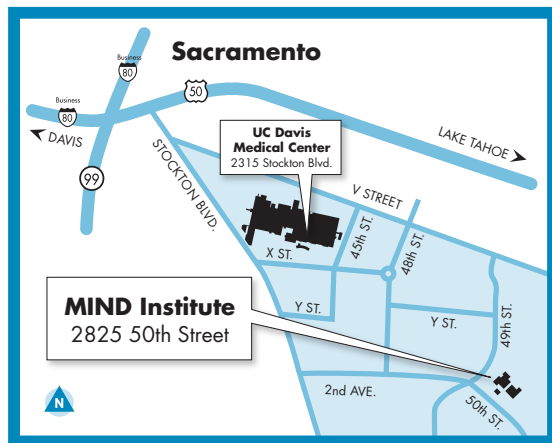 Sacramento
Business
80
50
Business
80
DAVIS
99
STOCKTON BLVD.
UC Davis
Medical Center
2315 Stockton Blvd.
LAKE TAHOE
V STREET
45th ST.
48th ST.
X ST.
Y ST.
Y ST.
49th ST.
MIND Institute
2825 50th Street
2nd AVE.
50th ST.
N